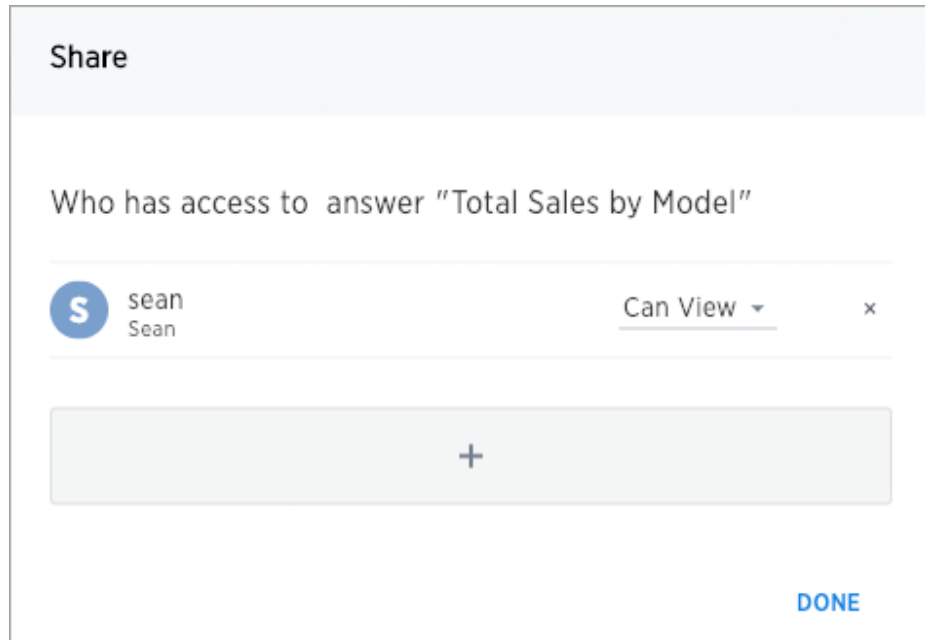 Share
Who has access to answer "Total Sales by Model"
S
sean
Sean
Can View
×
+
DONE